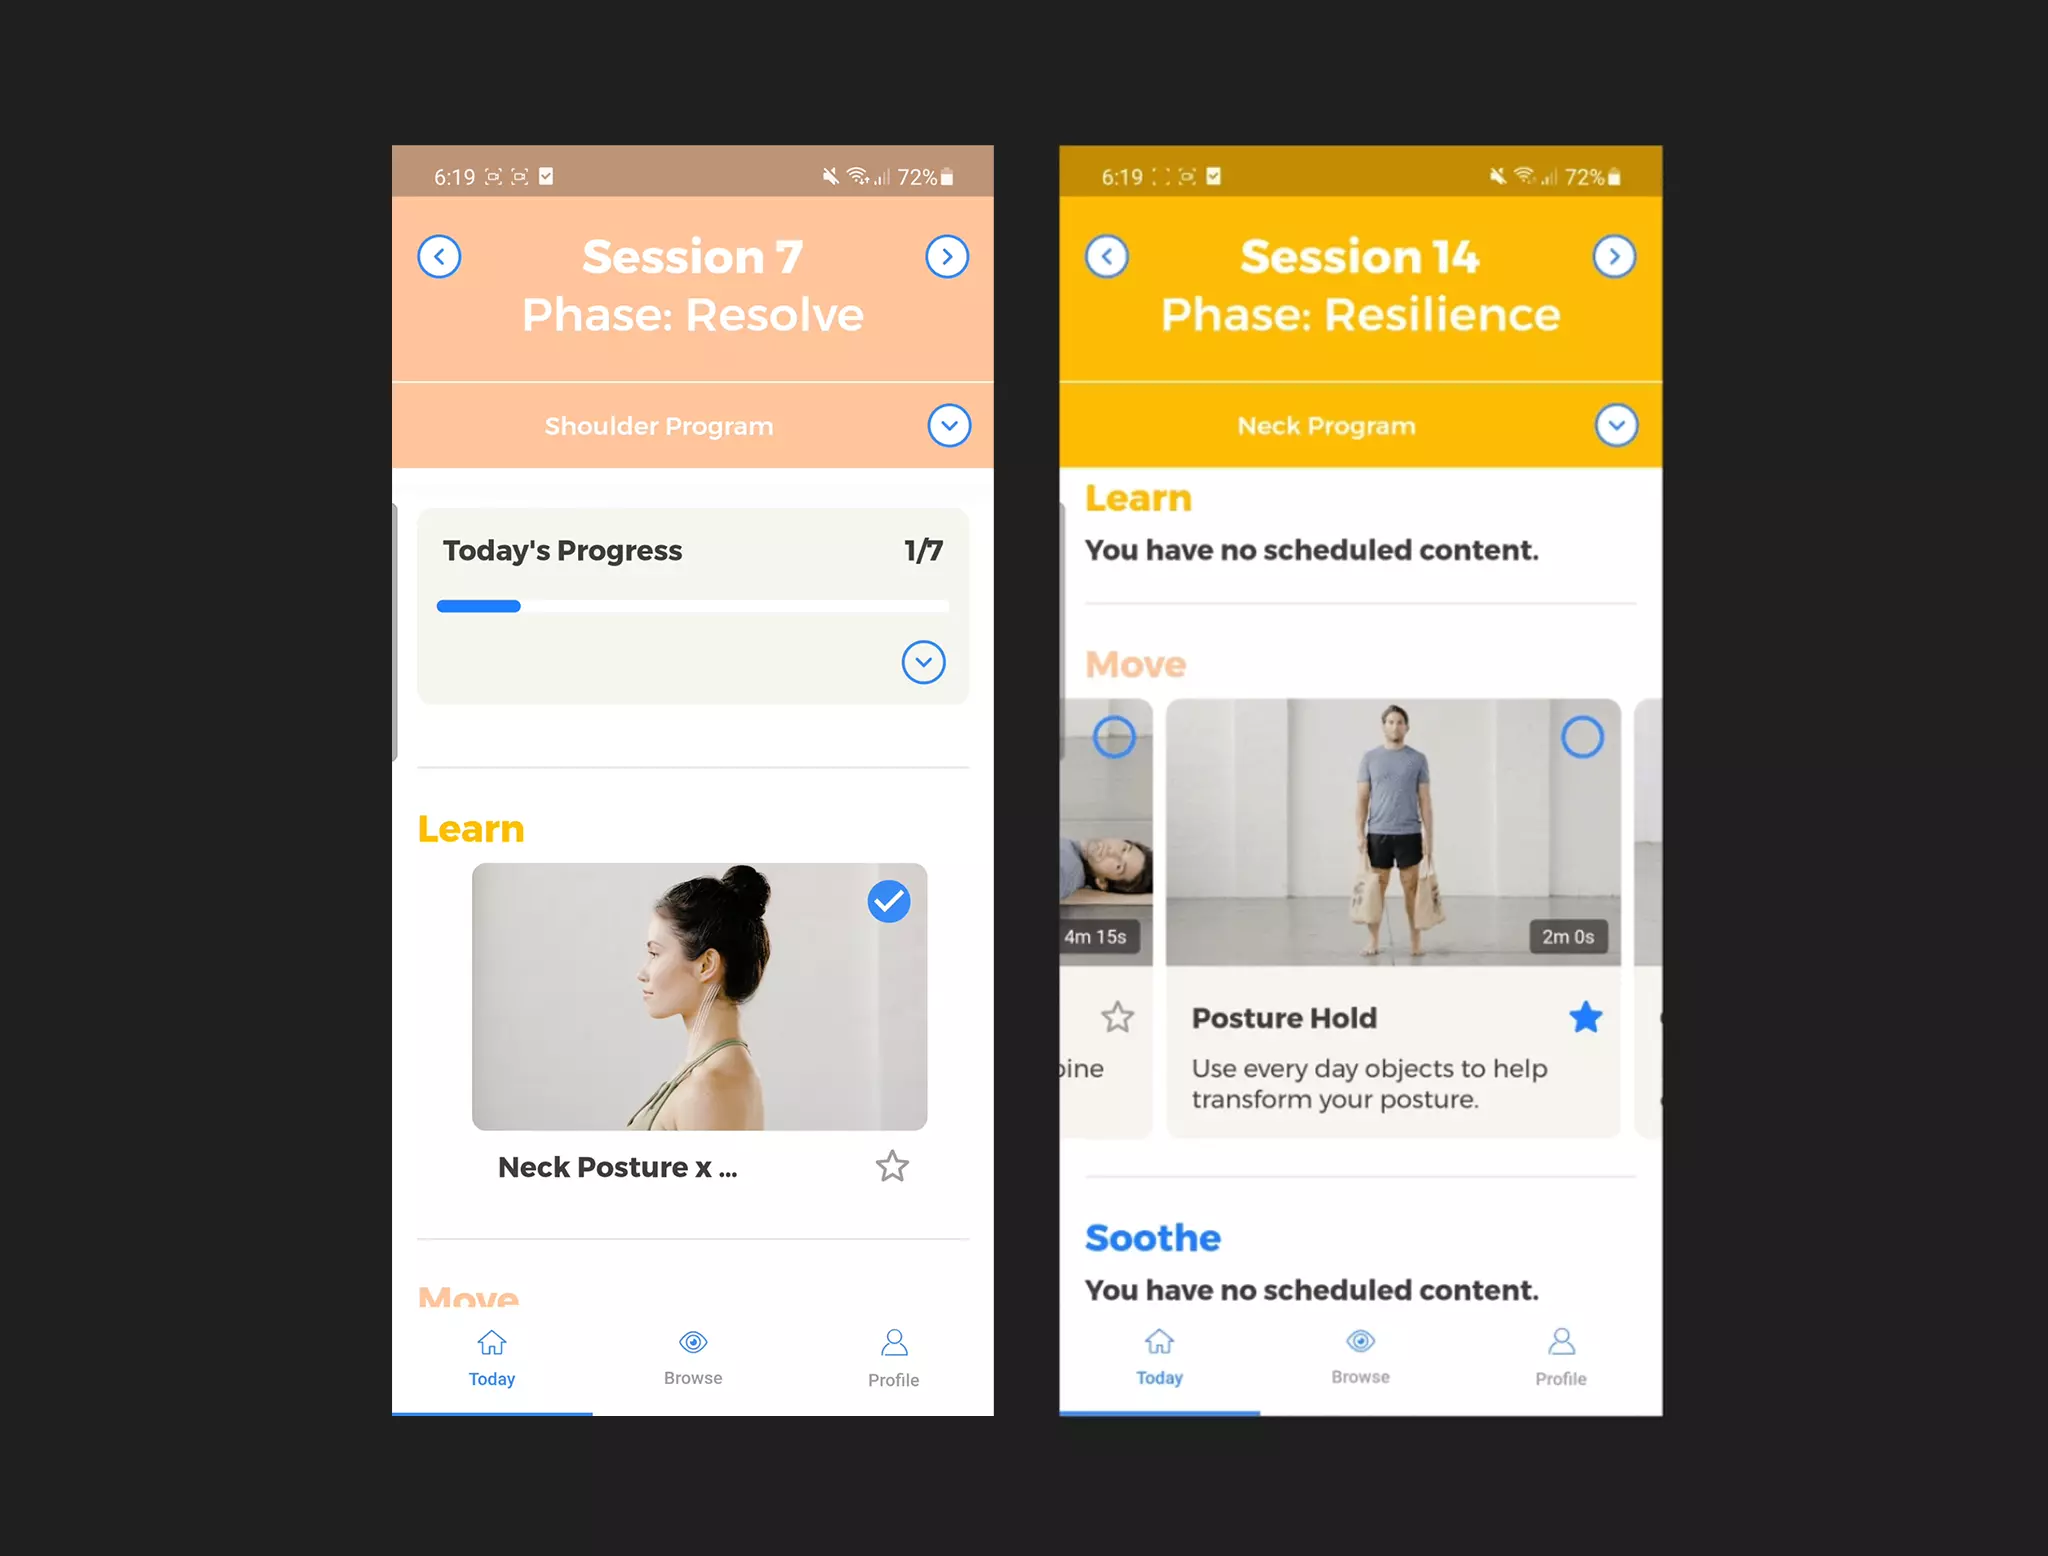 6:19
72%
Session 7
Phase: Resolve
Shoulder Program
Today's Progress
1/7
Learn
Neck Posture x ...
Move
Today
Browse
Profile
6:19
72%
Session 14
Phase: Resilience
Neck Program
Learn
You have no scheduled content.
Move
4m 15s
2m 0s
Posture Hold
Use every day objects to help
transform your posture.
Soothe
You have no scheduled content.
Today
Browse
Profile